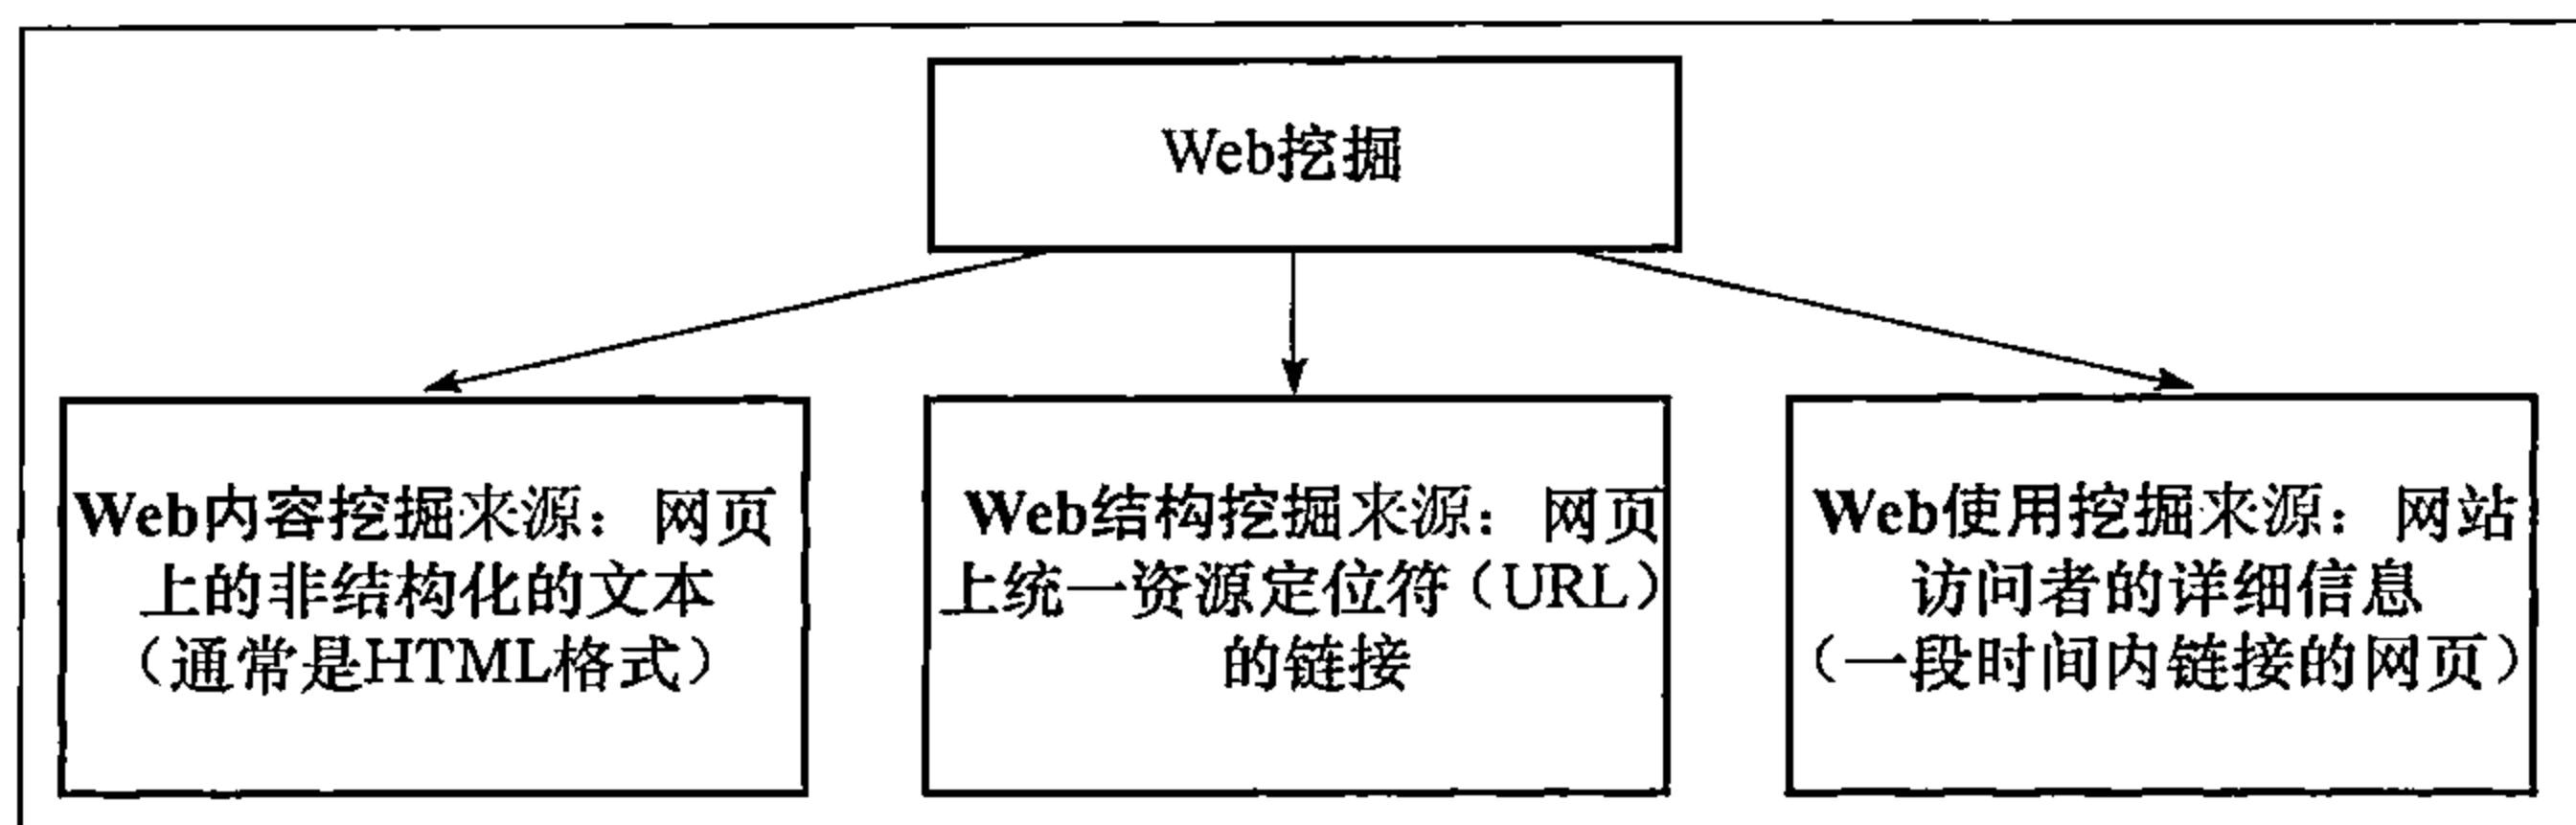 Web挖掘
Web内容挖掘来源：网页
上的非结构化的文本
（通常是HTML格式）
Web结构挖掘来源：网页
上统一资源定位符（URL）
的链接
Web使用挖掘来源：网站
访问者的详细信息
（一段时间内链接的网页）